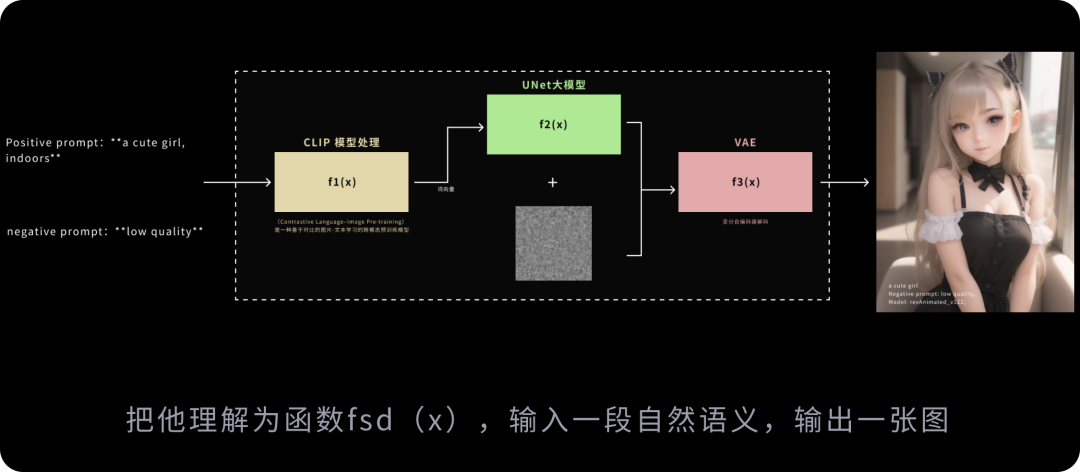 UNet大模型
f2(x)
Positive prompt：**a cute girl,
indoors**
CLIP 模型处理
f1(x)
（Contrastive Language-Image Pre-training）
是一种基于对比的图片-文本学习的跨模态预训练模型
词向量
+
VAE
f3(x)
变分自编码器解码
negative prompt：**low quality**
a cute girl
Negative prompt: low quality,
Model: revAnimated_v122,
把他理解为函数fsd（x），输入一段自然语义，输出一张图